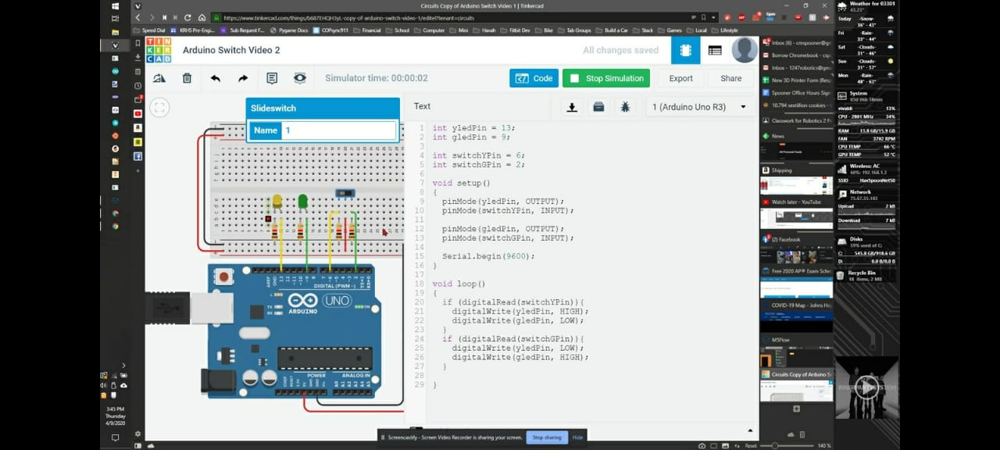 Circuits Copy of Arduino Switch Video 1 | Tinkercad
https://www.tinkercad.com/things/b687EHQH3yL-copy-of-arduino-switch-video-1/editel?tenant=circuits
Speed Dial
KRHS Pre-Engi...
Sub Request F...
Pygame Docs
COPsync911
Financial
School
Computer
Mini
Havah
Fitbit Dev
Bike
Tab Groups
Build a Car
Stack
Games
Local
Lifestyle
TIN
KER
CAD
Arduino Switch Video 2
All changes saved
Simulator time: 00:00:02
Code
Stop Simulation
Export
Share
Slideswitch
Name 1
Text
1 (Arduino Uno R3)
1 int yledPin = 13;
2 int gledPin = 9;
3
4 int switchYPin = 6;
5 int switchGPin = 2;
6
7 void setup()
8 {
9 pinMode(yledPin, OUTPUT);
10 pinMode(switchYPin, INPUT);
11
12 pinMode(gledPin, OUTPUT);
13 pinMode(switchGPin, INPUT);
14
15 Serial.begin(9600);
16 }
17
18 void loop()
19 {
20 if (digitalRead(switchYPin)){
21 digitalWrite(yledPin, HIGH);
22 digitalWrite(gledPin, LOW);
23 }
24 if (digitalRead(switchGPin)){
25 digitalWrite(yledPin, LOW);
26 digitalWrite(gledPin, HIGH);
27 }
28
29 }
DIGITAL (PWM~)
UNO
ARDUINO
TX
RX
ON
POWER
ANALOG IN
Screencastify - Screen Video Recorder is sharing your screen.
Stop sharing
Hide
Inbox (6) - cmspooner@gm
Borrow Chromebook - csp
Inbox - 1247robotics@gm
New 3D Printer Form (Res
Spooner Office Hours Sign
10.794 sextillion cookies -
Classwork for Robotics 2 F
News
Shipping
Watch later - YouTube
(2) Facebook
Free 2020 AP® Exam Sche
COVID-19 Map - Johns Ho
M5Flow
Circuits Copy of Arduino S
Reset
140 %
Weather for 03301
43.23°
Today -Snow- 36° - 43°
Fri -Rain- 33° - 44°
Sat -Clouds- 31° - 46°
Sun -Clouds- 31° - 57°
Mon -Rain- 48° - 63°
System
03d 06h 18min
vivaldi 13%
CPU - 2801 MHz 34%
RAM 13.8 GB/15.9 GB
FAN 3702 RPM
CPU TEMP 66 °C
GPU TEMP 52 °C
Wireless: AC
60%: 192.168.1.3
SSID HavSpoonNet50
Network
75.67.55.103
Upload 2 kB
Download 7 kB
Disks
59% used of C:
C: 545.8 GB/918.6 GB
D: 0.0 B/0.0 B
Recycle Bin
18 items, 2 MB
INNERPARTYSYSTEM
3:45 PM
Thursday
4/9/2020